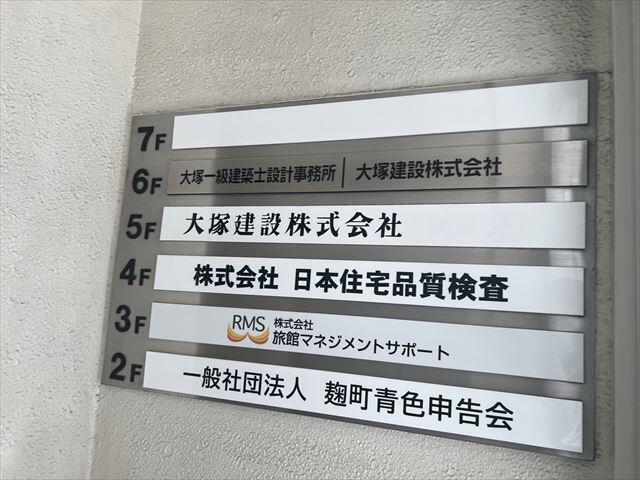 7F
6F 大塚一級建築士設計事務所 | 大塚建設株式会社
5F 大塚建設株式会社
4F 株式会社 日本住宅品質検査
3F RMS 株式会社
旅館マネジメントサポート
2F 一般社団法人 麹町青色申告会